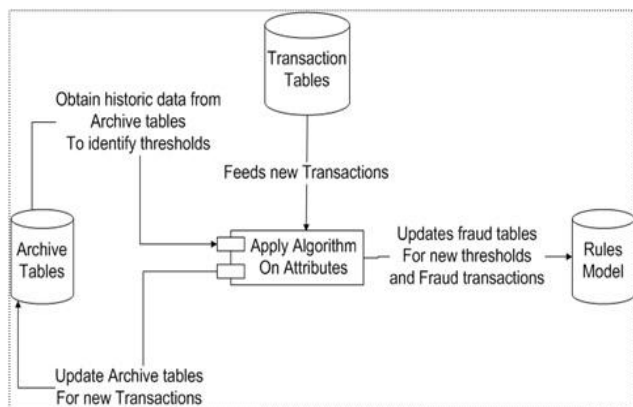 Transaction
Tables
Obtain historic data from
Archive tables
To identify thresholds
Feeds new Transactions
Archive
Tables
Apply Algorithm
On Attributes
Updates fraud tables
For new thresholds
and Fraud transactions
Rules
Model
Update Archive tables
For new Transactions